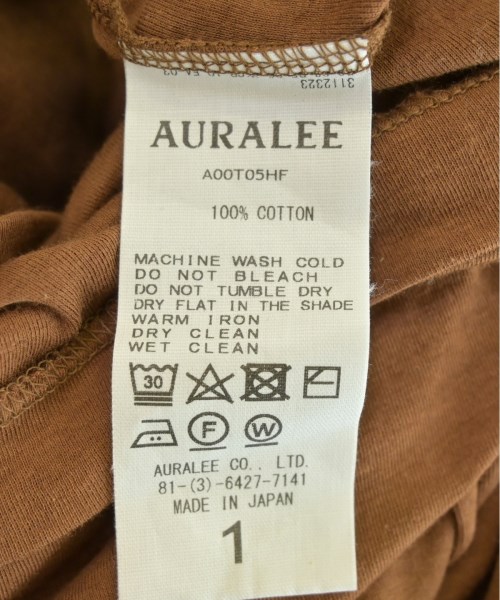 3112323
AURALEE
A00T05HF
100% COTTON
MACHINE WASH COLD
DO NOT BLEACH
DO NOT TUMBLE DRY
DRY FLAT IN THE SHADE
WARM IRON
DRY CLEAN
WET CLEAN
30
F W
AURALEE CO., LTD.
81-(3)-6427-7141
MADE IN JAPAN
1